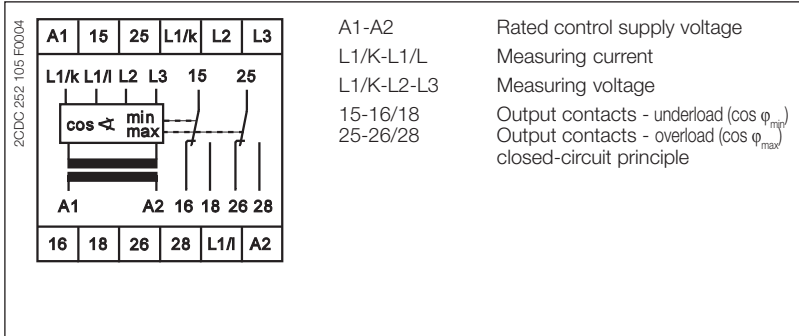 2CDC 252 105 F0004
A1 15 25 L1/k L2 L3
L1/k L1/l L2 L3 15 25
cos ∢ min
max
A1 A2 16 18 26 28
16 18 26 28 L1/l A2
A1-A2 Rated control supply voltage
L1/K-L1/L Measuring current
L1/K-L2-L3 Measuring voltage
15-16/18 Output contacts - underload (cos φmin)
25-26/28 Output contacts - overload (cos φmax)
closed-circuit principle